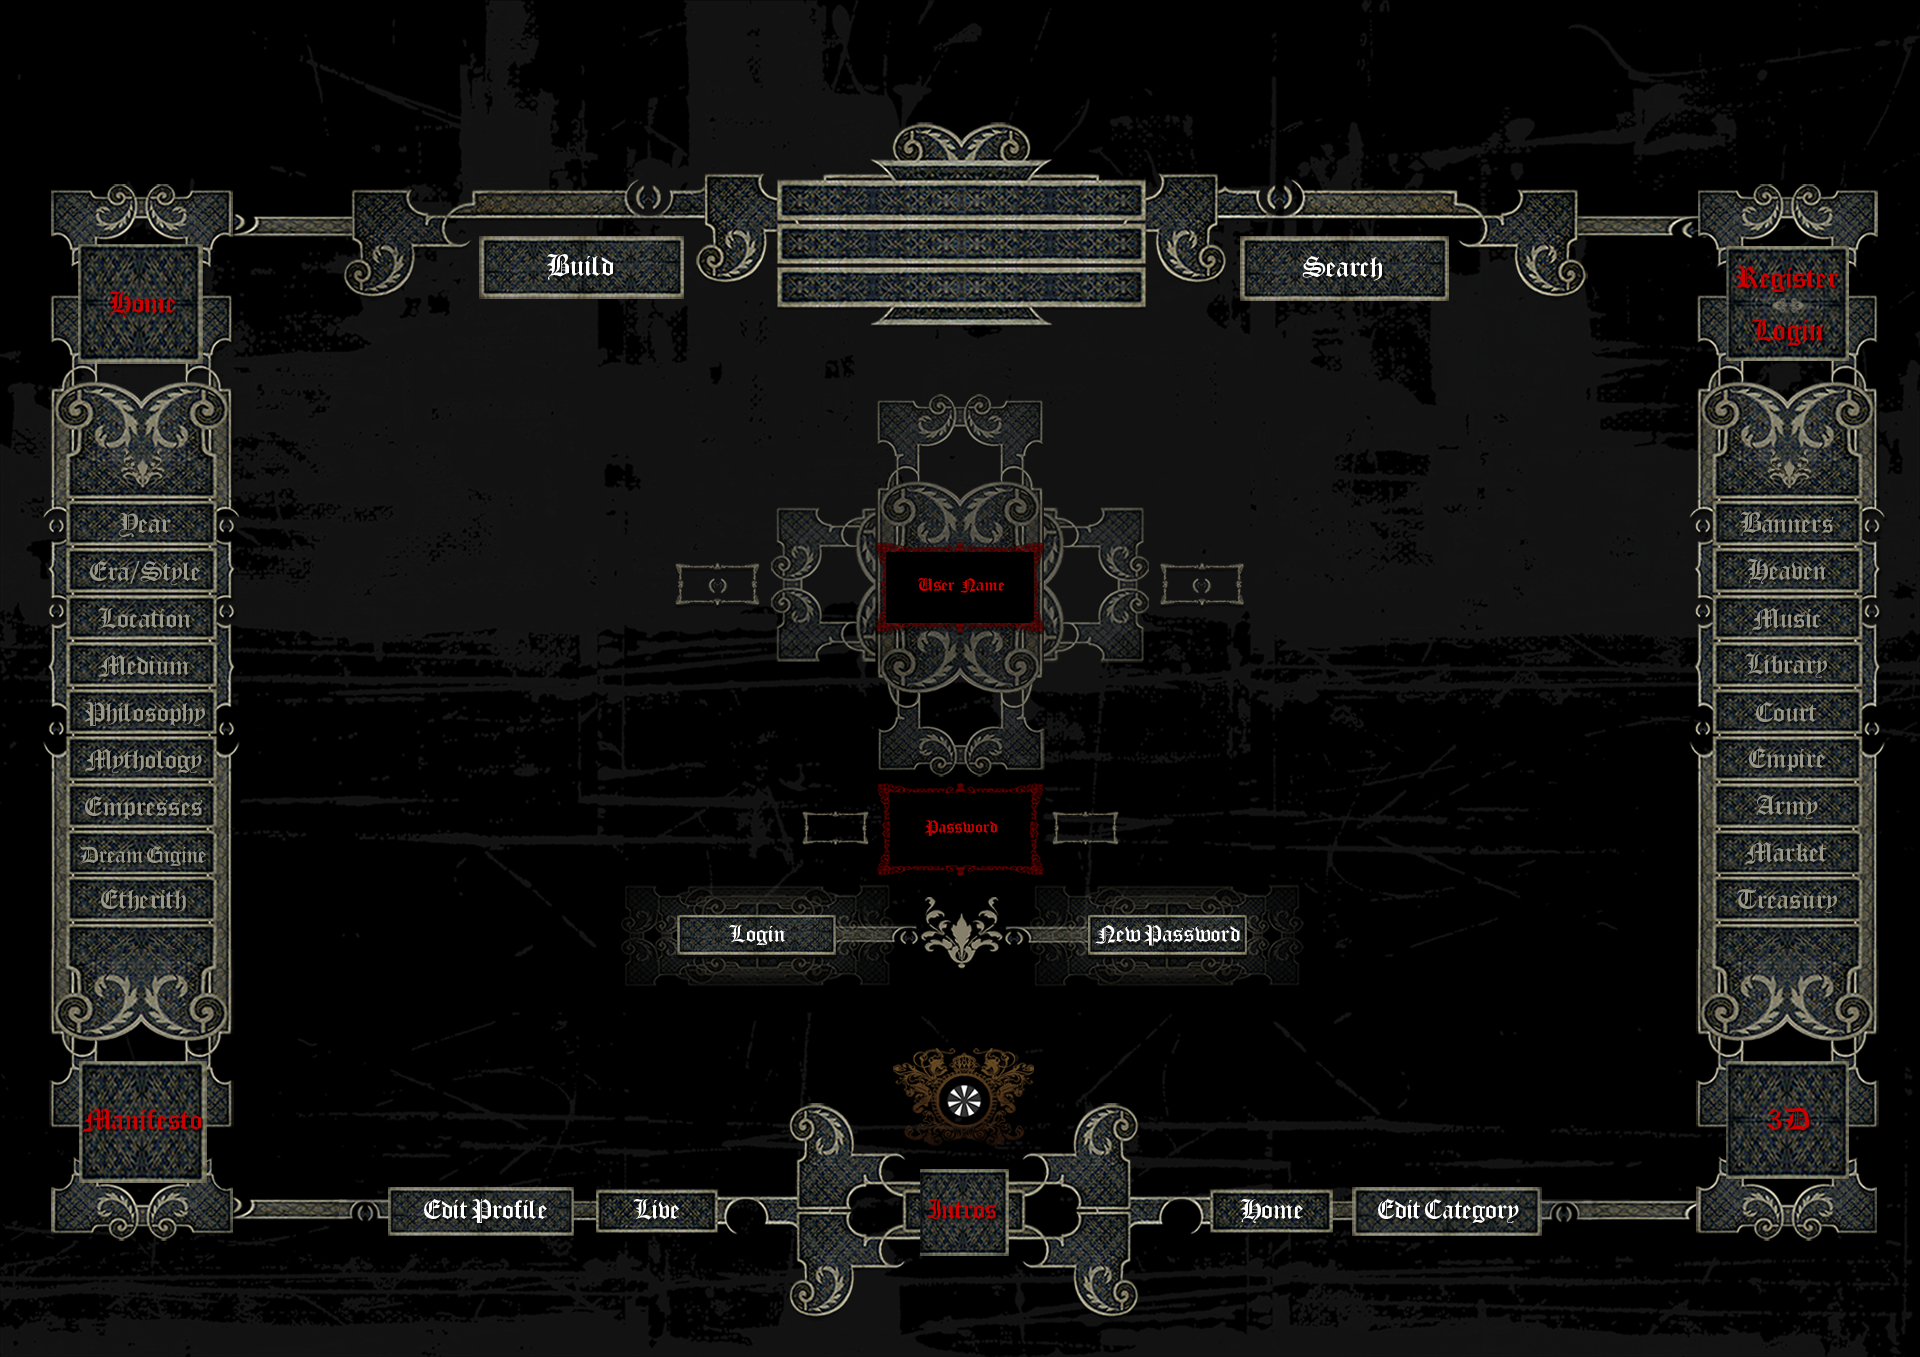 Build
Search
Home
Register
Login
Year
Era/Style
Location
Medium
Philosophy
Mythology
Empresses
Dream Engine
Etherith
Manifesto
User Name
Password
Login
New Password
Banners
Heaven
Music
Library
Court
Empire
Army
Market
Treasury
3D
Edit Profile
Live
Intros
Home
Edit Category